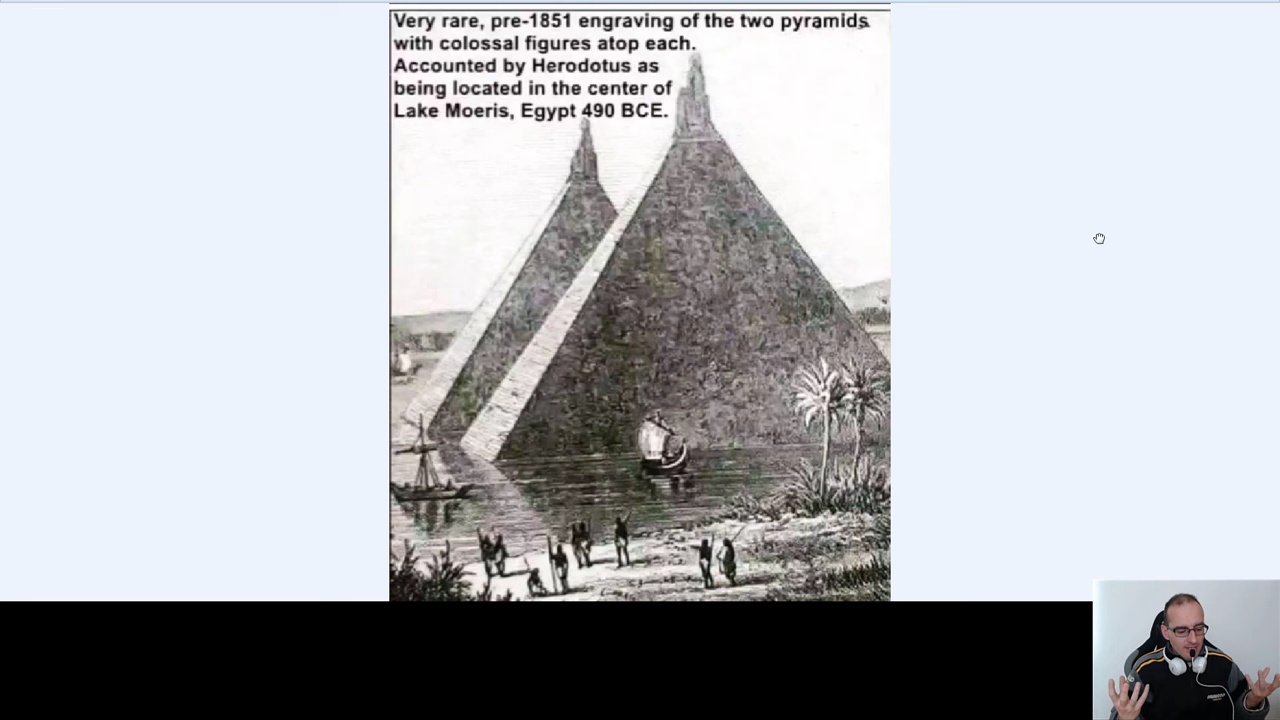 Very rare, pre-1851 engraving of the two pyramids
with colossal figures atop each.
Accounted by Herodotus as
being located in the center of
Lake Moeris, Egypt 490 BCE.